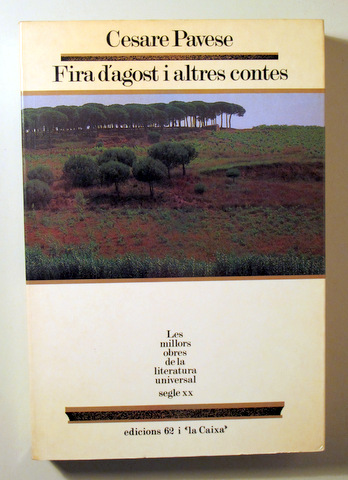 Cesare Pavese
Fira d'agost i altres contes
Les
millors
obres
de la
literatura
universal
segle xx
edicions 62 i "la Caixa"